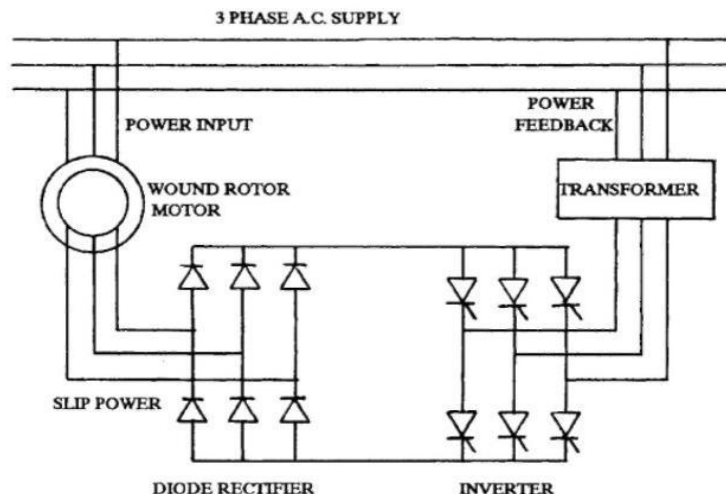 3 PHASE A.C. SUPPLY
POWER INPUT
POWER
FEEDBACK
WOUND ROTOR
MOTOR
TRANSFORMER
SLIP POWER
DIODE RECTIFIER
INVERTER